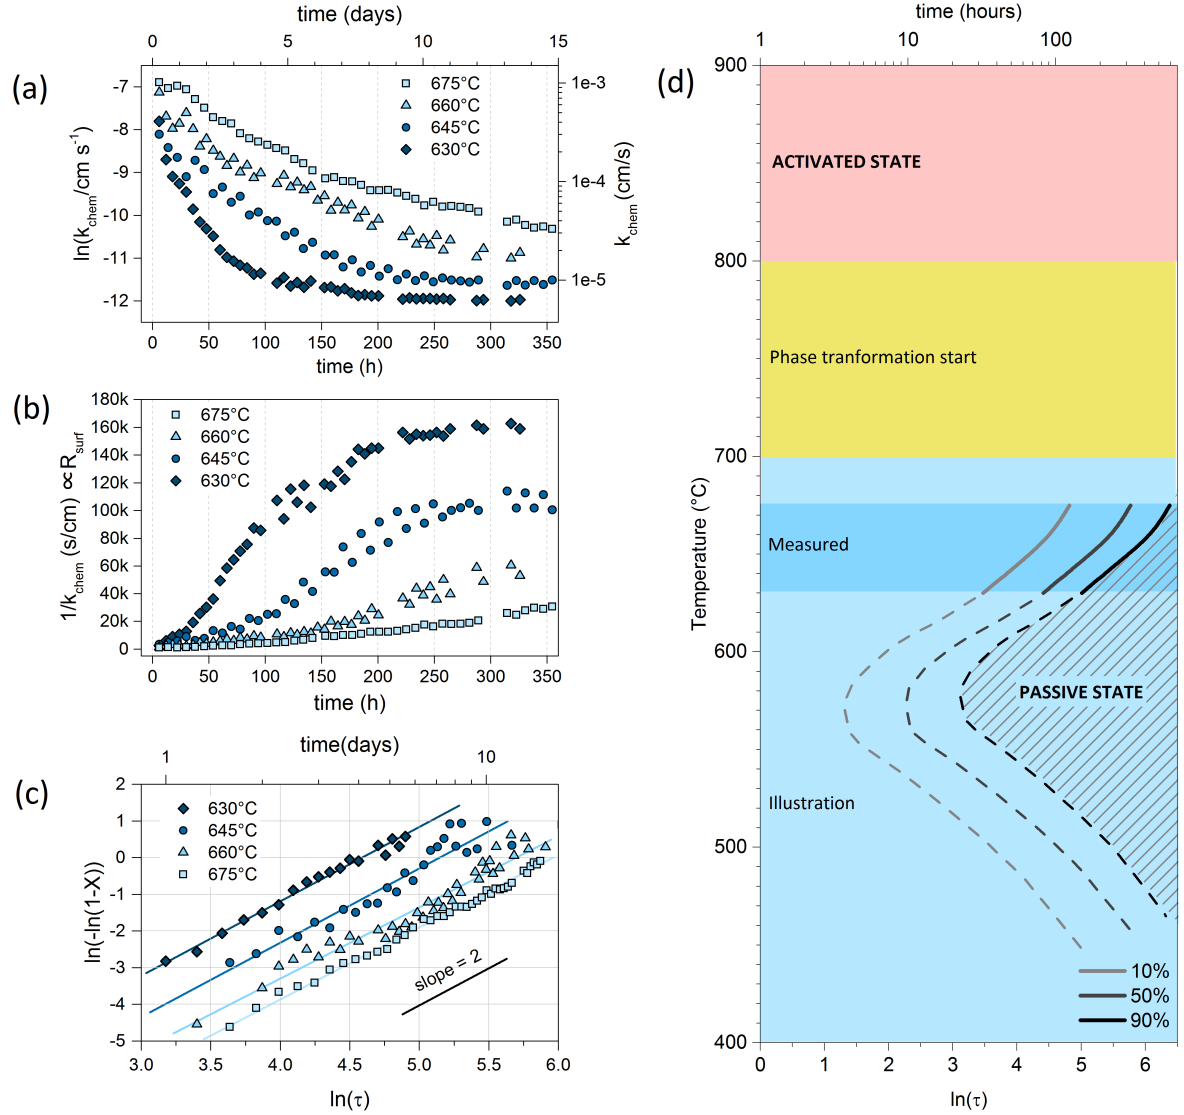 (a)
time (days)
0 5 10 15
-7
-8
-9
-10
-11
-12
ln(kchem/cm s-1)
675°C
660°C
645°C
630°C
1e-3
1e-4
1e-5
kchem(cm/s)
0 50 100 150 200 250 300 350
time (h)
(b)
180k
160k
140k
120k
100k
80k
60k
40k
20k
0
1/kchem (s/cm) ∝Rsurf
675°C
660°C
645°C
630°C
0 50 100 150 200 250 300 350
time (h)
(c)
time(days)
1 10
2
1
0
-1
-2
-3
-4
-5
ln(-ln(1-X))
630°C
645°C
660°C
675°C
slope = 2
3.0 3.5 4.0 4.5 5.0 5.5 6.0
ln(τ)
(d)
time (hours)
1 10 100
900
800
700
600
500
400
Temperature (°C)
ACTIVATED STATE
Phase tranformation start
Measured
PASSIVE STATE
Illustration
10%
50%
90%
0 1 2 3 4 5 6
ln(τ)